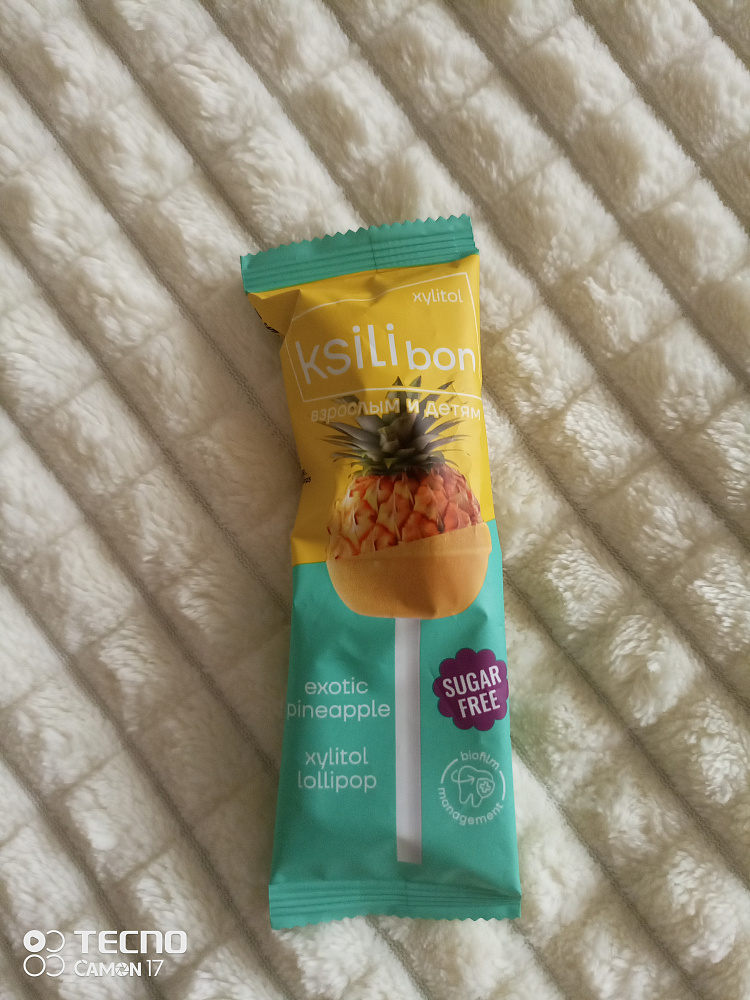 xylitol
ksili bon
взрослым и детям
exotic
pineapple
xylitol
lollipop
SUGAR
FREE
biofilm
management
TECNO
CAMON 17